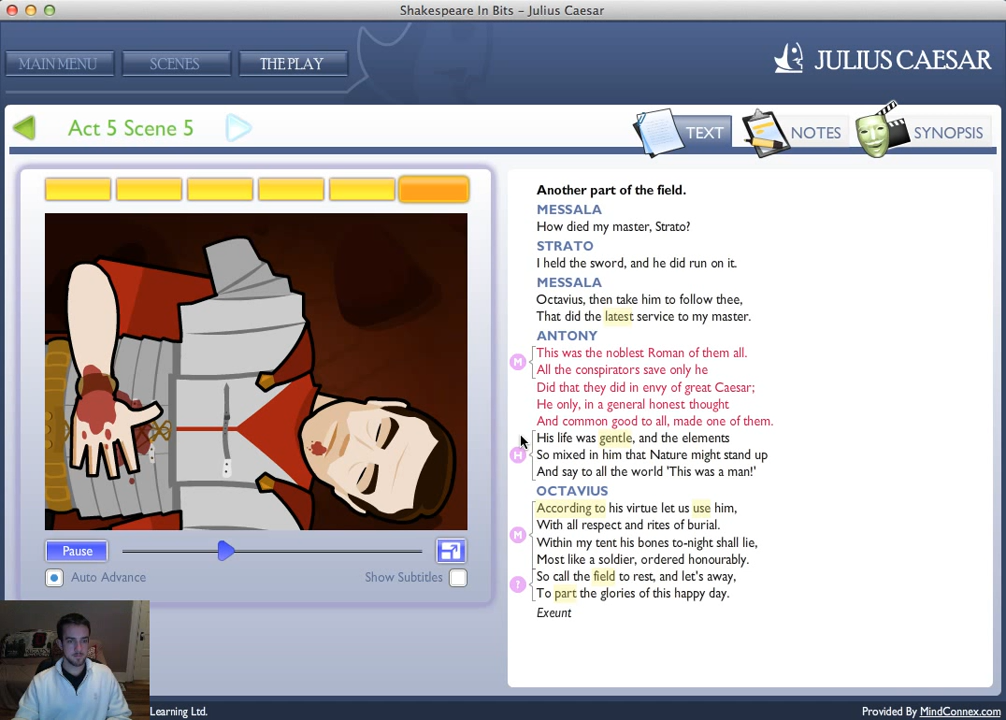 Shakespeare In Bits - Julius Caesar
MAIN MENU
SCENES
THE PLAY
JULIUS CAESAR
Act 5 Scene 5
TEXT
NOTES
SYNOPSIS
Another part of the field.
MESSALA
How died my master, Strato?
STRATO
I held the sword, and he did run on it.
MESSALA
Octavius, then take him to follow thee,
That did the latest service to my master.
ANTONY
M
This was the noblest Roman of them all.
All the conspirators save only he
Did that they did in envy of great Caesar;
He only, in a general honest thought
And common good to all, made one of them.
His life was gentle, and the elements
So mixed in him that Nature might stand up
And say to all the world 'This was a man!'
OCTAVIUS
According to his virtue let us use him,
M
With all respect and rites of burial.
Within my tent his bones to-night shall lie,
Most like a soldier, ordered honourably.
So call the field to rest, and let's away,
To part the glories of this happy day.
Exeunt
Pause
Auto Advance
Show Subtitles
Learning Ltd.
Provided By MindConnex.com